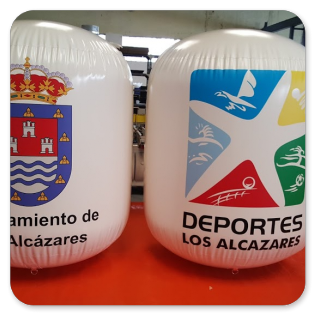 amiento de
Alcázares
DEPORTES
LOS ALCAZARES